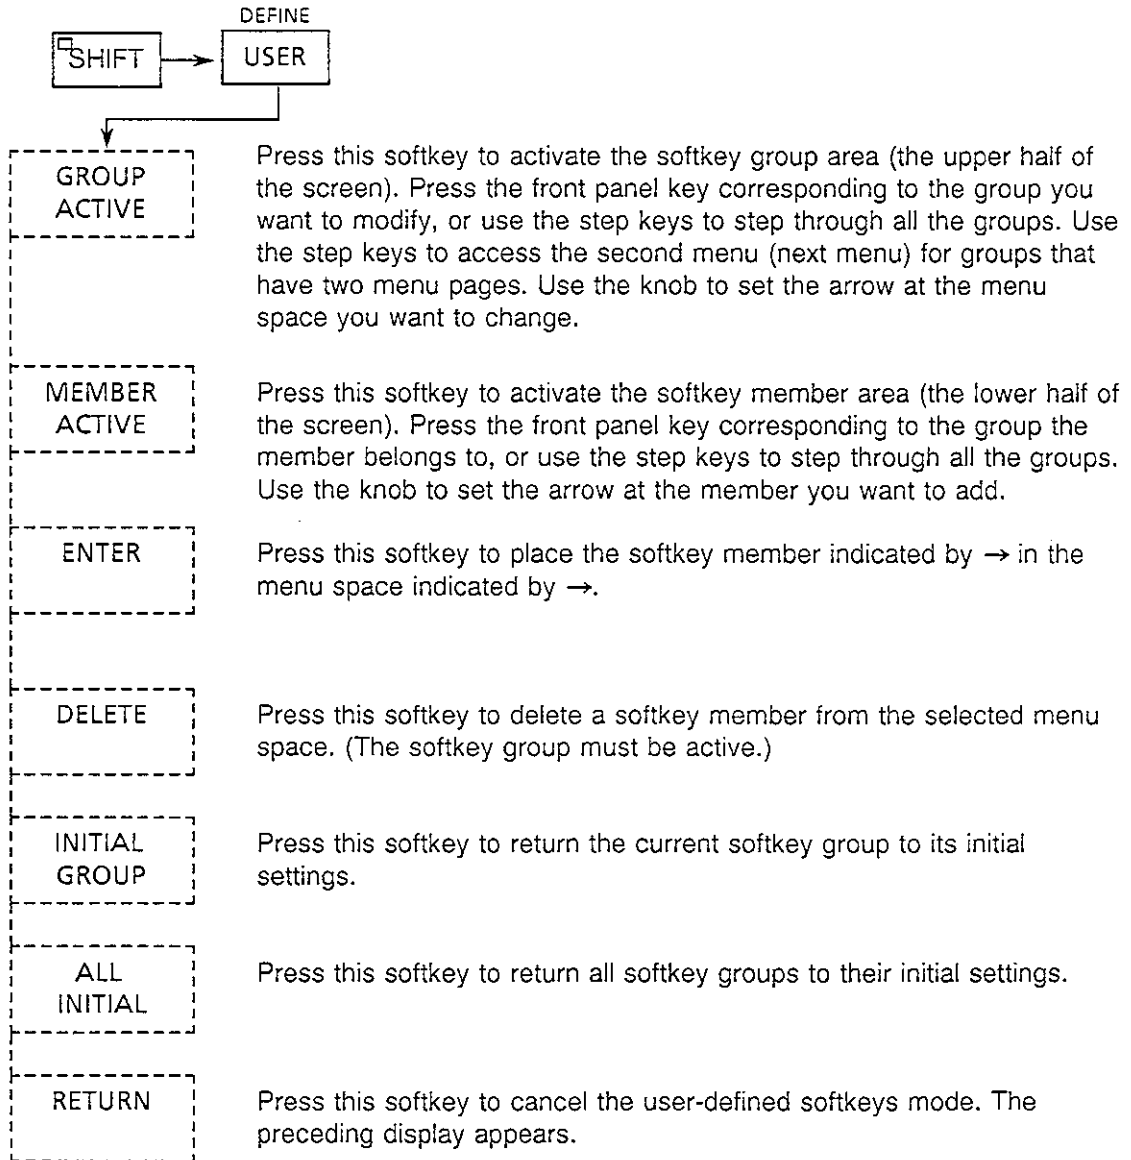 DEFINE
SHIFT → USER
GROUP
ACTIVE
Press this softkey to activate the softkey group area (the upper half of
the screen). Press the front panel key corresponding to the group you
want to modify, or use the step keys to step through all the groups. Use
the step keys to access the second menu (next menu) for groups that
have two menu pages. Use the knob to set the arrow at the menu
space you want to change.
MEMBER
ACTIVE
Press this softkey to activate the softkey member area (the lower half of
the screen). Press the front panel key corresponding to the group the
member belongs to, or use the step keys to step through all the groups.
Use the knob to set the arrow at the member you want to add.
ENTER
Press this softkey to place the softkey member indicated by → in the
menu space indicated by →.
DELETE
Press this softkey to delete a softkey member from the selected menu
space. (The softkey group must be active.)
INITIAL
GROUP
Press this softkey to return the current softkey group to its initial
settings.
ALL
INITIAL
Press this softkey to return all softkey groups to their initial settings.
RETURN
Press this softkey to cancel the user-defined softkeys mode. The
preceding display appears.